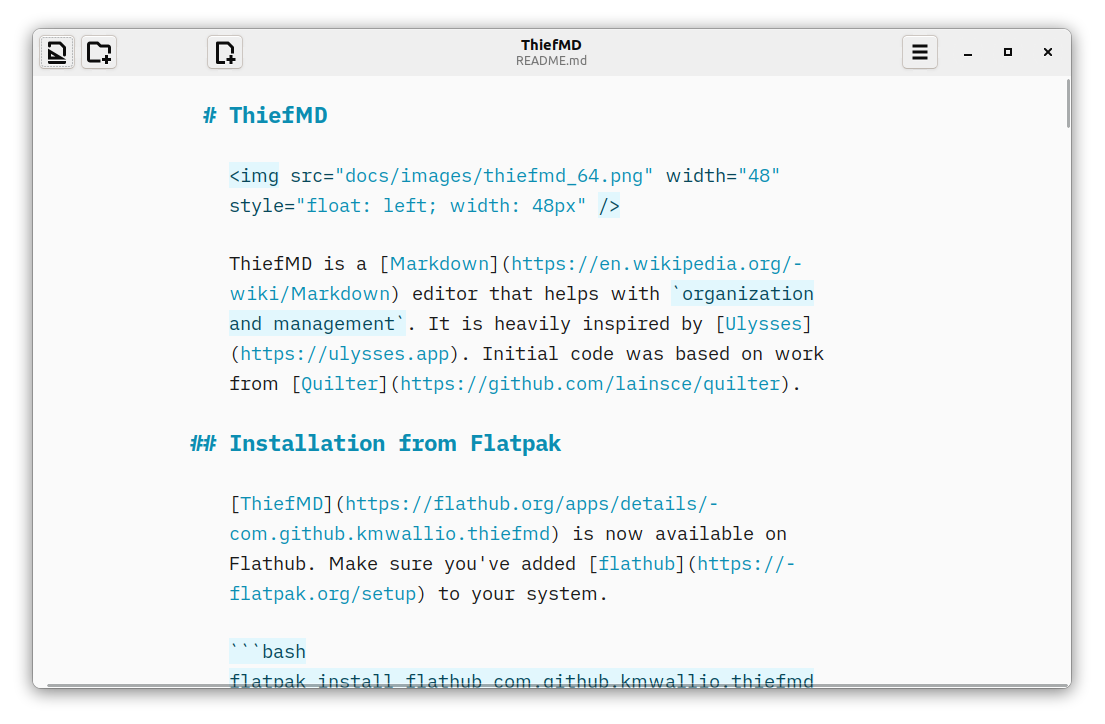 ThiefMD
README.md
# ThiefMD
<img src="docs/images/thiefmd_64.png" width="48"
style="float: left; width: 48px" />
ThiefMD is a [Markdown](https://en.wikipedia.org/-
wiki/Markdown) editor that helps with `organization
and management`. It is heavily inspired by [Ulysses]
(https://ulysses.app). Initial code was based on work
from [Quilter](https://github.com/lainsce/quilter).
## Installation from Flatpak
[ThiefMD](https://flathub.org/apps/details/-
com.github.kmwallio.thiefmd) is now available on
Flathub. Make sure you've added [flathub](https://-
flatpak.org/setup) to your system.
```bash
flatpak install flathub com.github.kmwallio.thiefmd